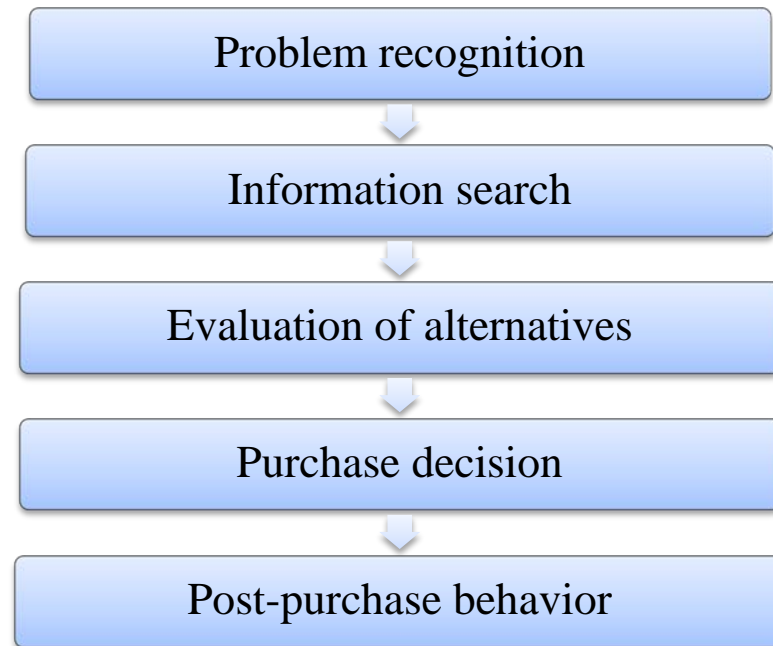 Problem recognition
Information search
Evaluation of alternatives
Purchase decision
Post-purchase behavior